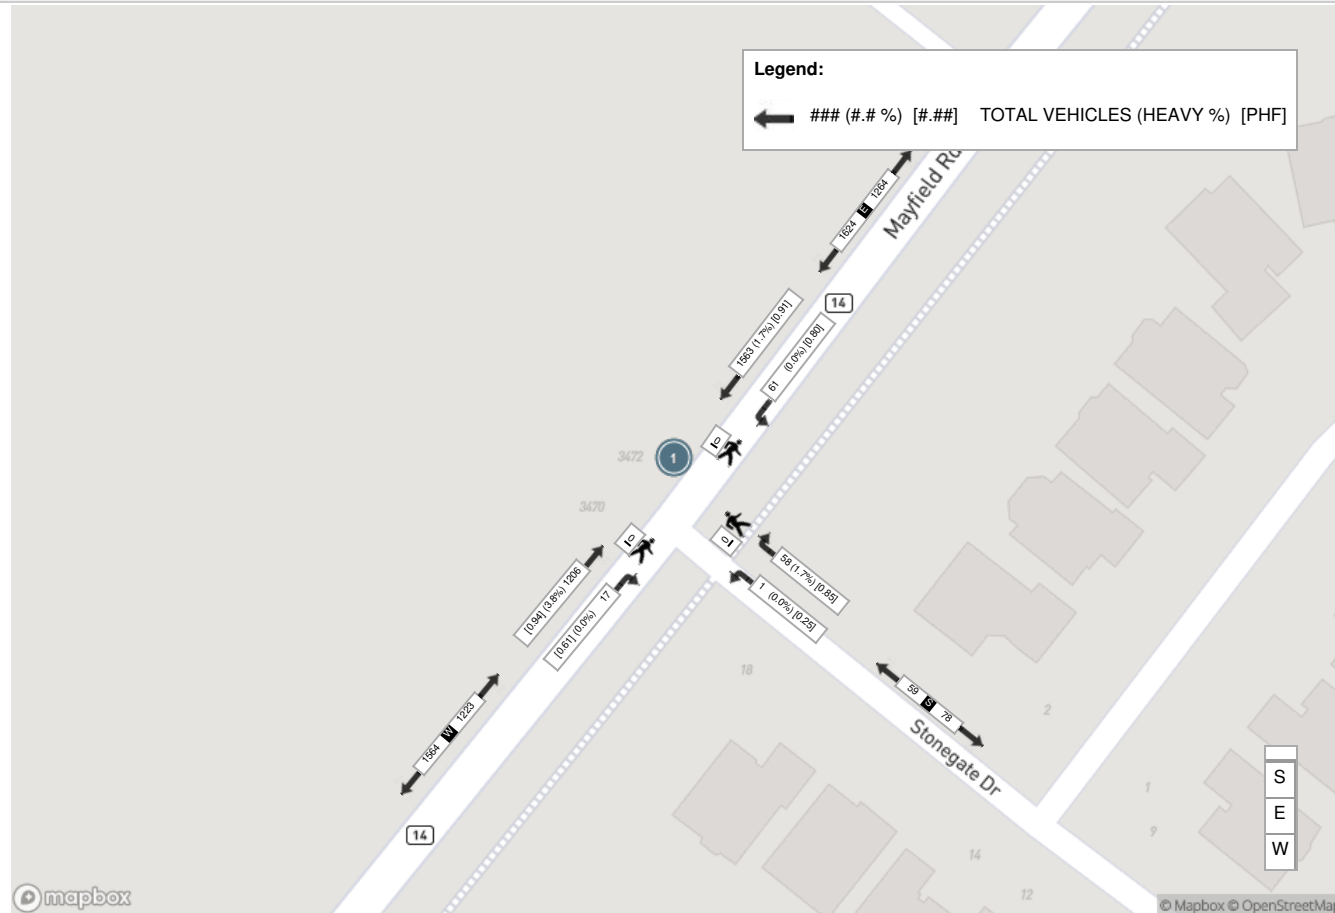 Legend:
### (#.# %) [#.##] TOTAL VEHICLES (HEAVY %) [PHF]
Mayfield Rd
1624 E 1264
14
1563 (1.7%) [0.91]
61 (0.0%) [0.80]
0
3472
1
3470
0
0
[0.94] (3.8%) 1206
[0.61] (0.0%) 17
58 (1.7%) [0.85]
1 (0.0%) [0.25]
18
59 S 78
2
1564 W 1223
Stonegate Dr
14
S
E
W
1
9
14
12
mapbox
© Mapbox © OpenStreetMap